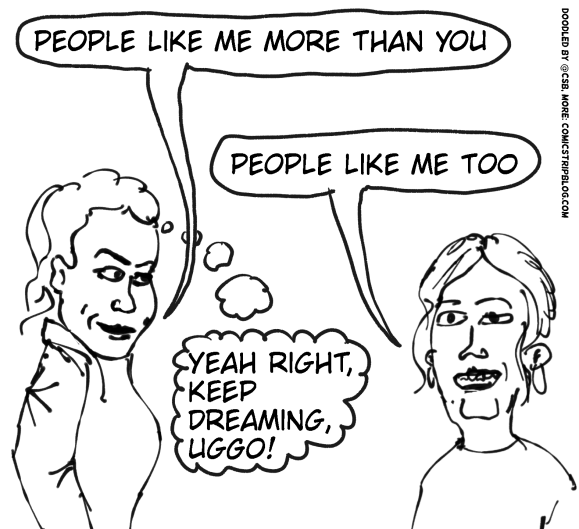 PEOPLE LIKE ME MORE THAN YOU
PEOPLE LIKE ME TOO
YEAH RIGHT,
KEEP
DREAMING,
UGGO!
DOODLED BY @CSB, MORE: COMICSTRIPBLOG.COM